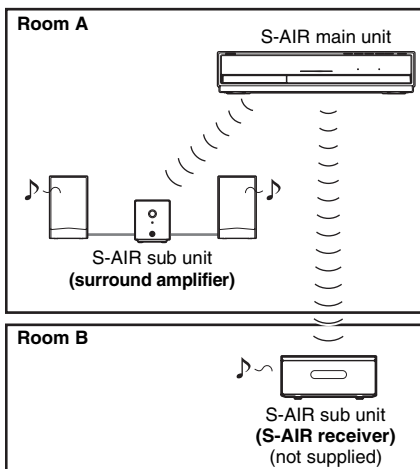 Room A
S-AIR main unit
S-AIR sub unit
(surround amplifier)
Room B
S-AIR sub unit
(S-AIR receiver)
(not supplied)